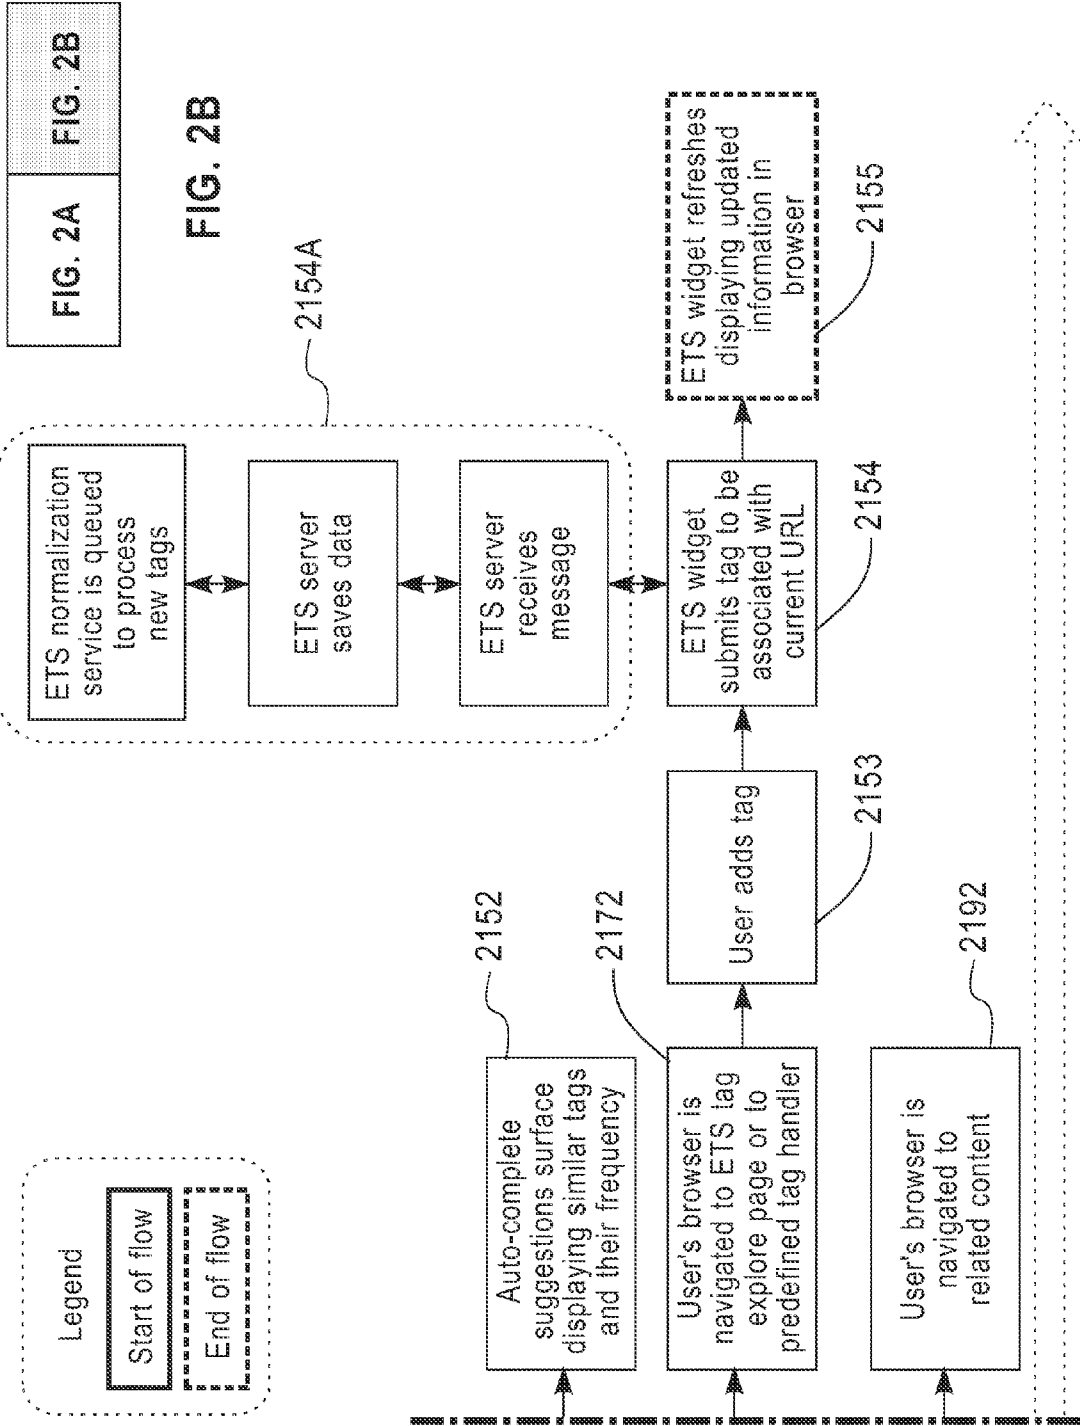 FIG. 2A
FIG. 2B
FIG. 2B
Legend
Start of flow
End of flow
2154A
ETS normalization
service is queued
to process
new tags
ETS server
saves data
ETS server
receives
message
Auto-complete
suggestions surface
displaying similar tags
and their frequency
2152
User's browser is
navigated to ETS tag
explore page or to
predefined tag handler
2172
User adds tag
2153
ETS widget
submits tag to be
associated with
current URL
2154
ETS widget refreshes
displaying updated
information in
browser
2155
User's browser is
navigated to
related content
2192